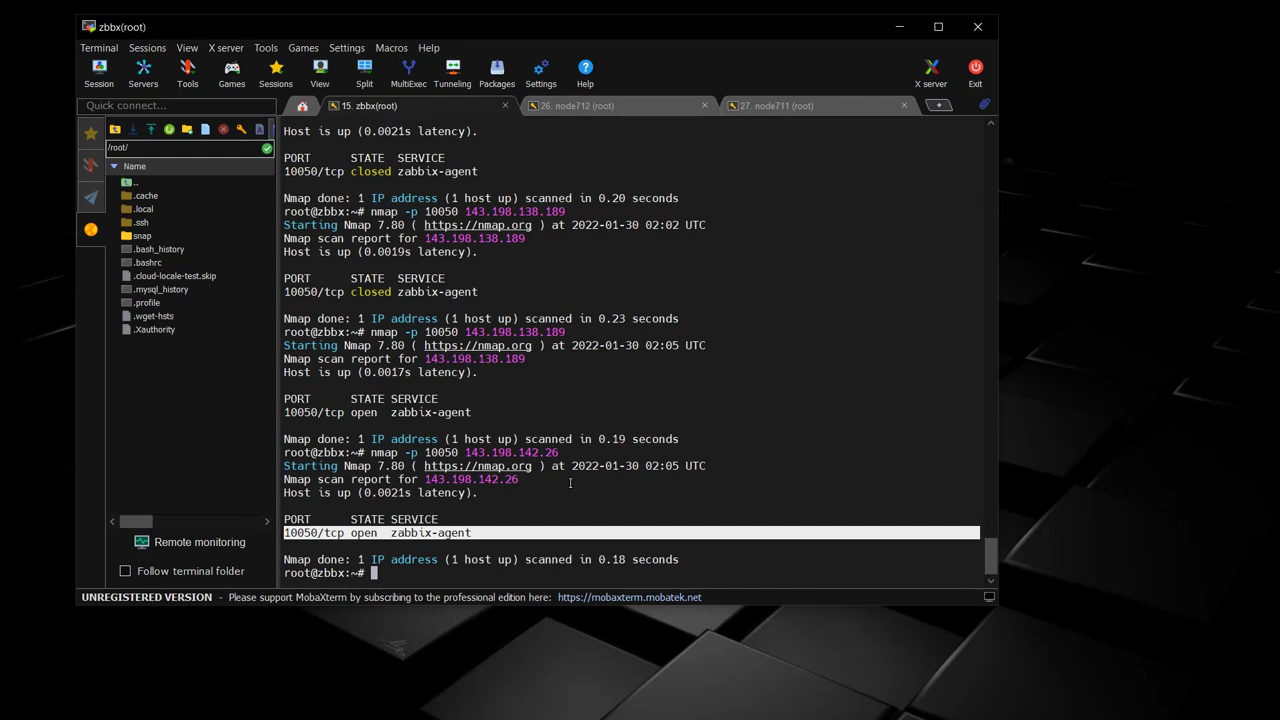 zbbx(root)
Terminal Sessions View X server Tools Games Settings Macros Help
Session Servers Tools Games Sessions View Split MultiExec Tunneling Packages Settings Help X server Exit
Quick connect...
15. zbbx(root)
26. node712 (root)
27. node711 (root)
/root/
Name
..
.cache
.local
.ssh
snap
.bash_history
.bashrc
.cloud-locale-test.skip
.mysql_history
.profile
.wget-hsts
.Xauthority
Remote monitoring
Follow terminal folder
Host is up (0.0021s latency).
PORT STATE SERVICE
10050/tcp closed zabbix-agent
Nmap done: 1 IP address (1 host up) scanned in 0.20 seconds
root@zbbx:~# nmap -p 10050 143.198.138.189
Starting Nmap 7.80 ( https://nmap.org ) at 2022-01-30 02:02 UTC
Nmap scan report for 143.198.138.189
Host is up (0.0019s latency).
PORT STATE SERVICE
10050/tcp closed zabbix-agent
Nmap done: 1 IP address (1 host up) scanned in 0.23 seconds
root@zbbx:~# nmap -p 10050 143.198.138.189
Starting Nmap 7.80 ( https://nmap.org ) at 2022-01-30 02:05 UTC
Nmap scan report for 143.198.138.189
Host is up (0.0017s latency).
PORT STATE SERVICE
10050/tcp open zabbix-agent
Nmap done: 1 IP address (1 host up) scanned in 0.19 seconds
root@zbbx:~# nmap -p 10050 143.198.142.26
Starting Nmap 7.80 ( https://nmap.org ) at 2022-01-30 02:05 UTC
Nmap scan report for 143.198.142.26
Host is up (0.0021s latency).
PORT STATE SERVICE
10050/tcp open zabbix-agent
Nmap done: 1 IP address (1 host up) scanned in 0.18 seconds
root@zbbx:~#
UNREGISTERED VERSION - Please support MobaXterm by subscribing to the professional edition here: https://mobaxterm.mobatek.net